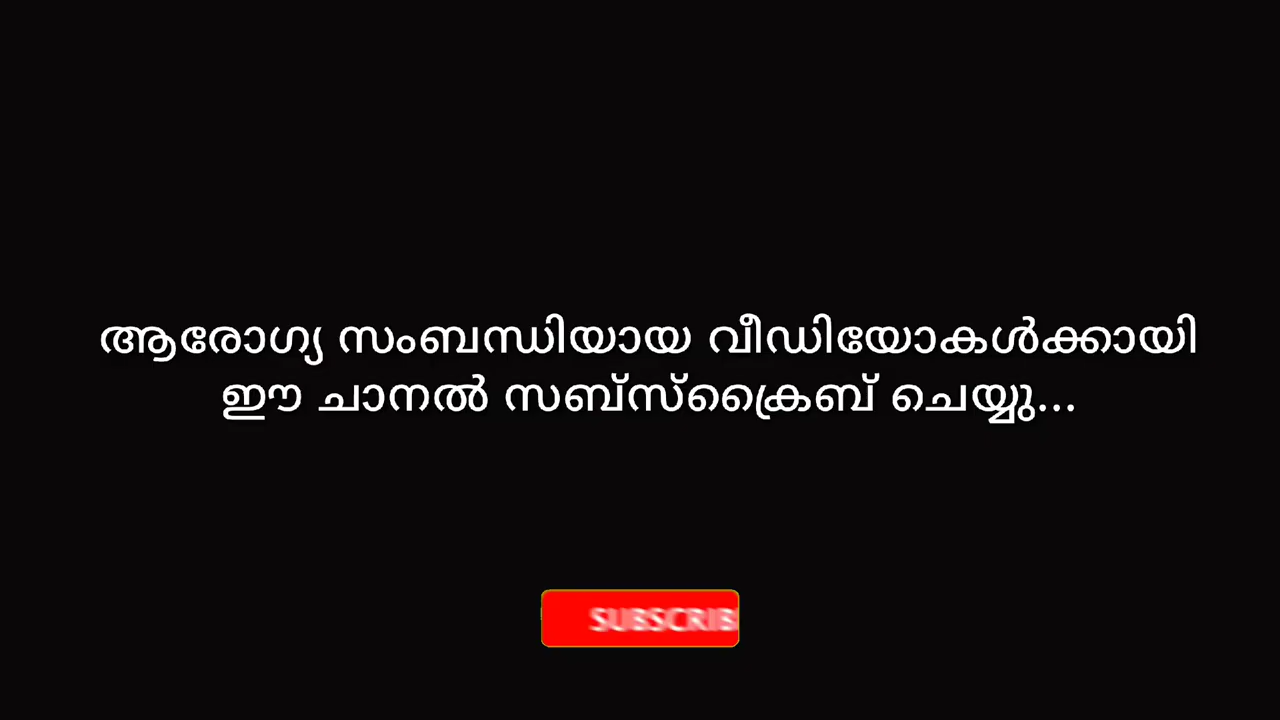 ആരോഗ്യ സംബന്ധിയായ വീഡിയോകൾക്കായി
ഈ ചാനൽ സബ്സ്ക്രൈബ് ചെയ്യു...
SUBSCRIB